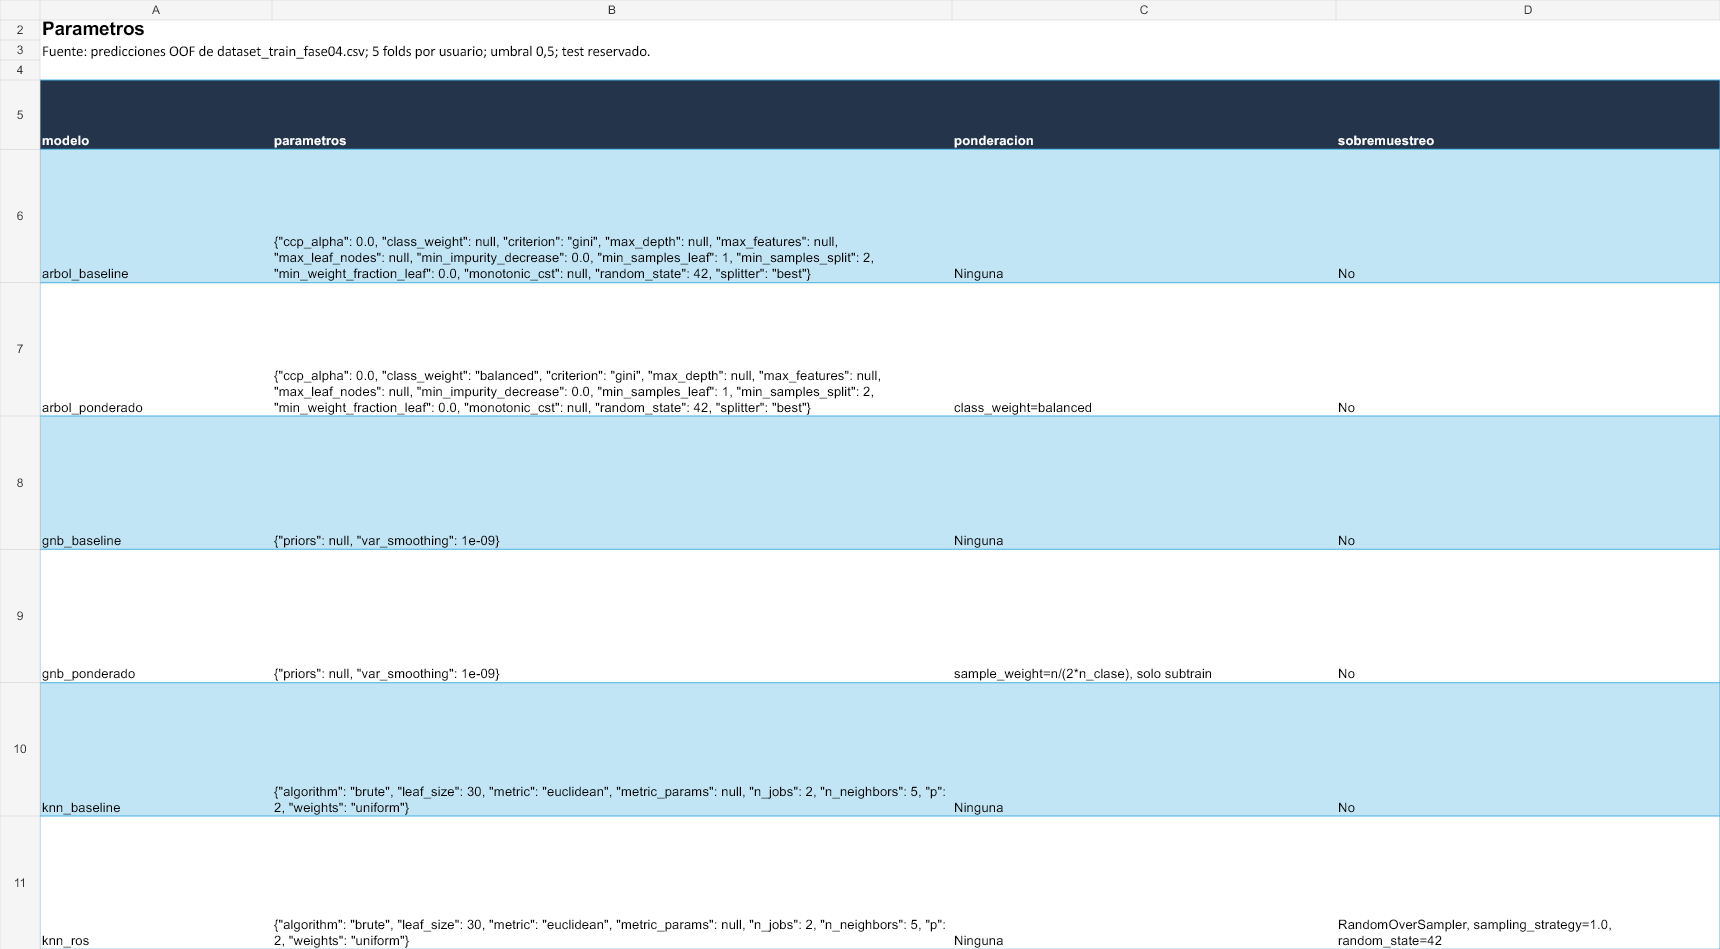 A B C D
2 Parametros
3 Fuente: predicciones OOF de dataset_train_fase04.csv; 5 folds por usuario; umbral 0,5; test reservado.
4
5 modelo parametros ponderacion sobremuestreo
6
{"ccp_alpha": 0.0, "class_weight": null, "criterion": "gini", "max_depth": null, "max_features": null,
"max_leaf_nodes": null, "min_impurity_decrease": 0.0, "min_samples_leaf": 1, "min_samples_split": 2,
arbol_baseline "min_weight_fraction_leaf": 0.0, "monotonic_cst": null, "random_state": 42, "splitter": "best"} Ninguna No
7
{"ccp_alpha": 0.0, "class_weight": "balanced", "criterion": "gini", "max_depth": null, "max_features": null,
"max_leaf_nodes": null, "min_impurity_decrease": 0.0, "min_samples_leaf": 1, "min_samples_split": 2,
arbol_ponderado "min_weight_fraction_leaf": 0.0, "monotonic_cst": null, "random_state": 42, "splitter": "best"} class_weight=balanced No
8
gnb_baseline {"priors": null, "var_smoothing": 1e-09} Ninguna No
9
gnb_ponderado {"priors": null, "var_smoothing": 1e-09} sample_weight=n/(2*n_clase), solo subtrain No
10
{"algorithm": "brute", "leaf_size": 30, "metric": "euclidean", "metric_params": null, "n_jobs": 2, "n_neighbors": 5, "p":
knn_baseline 2, "weights": "uniform"} Ninguna No
11
{"algorithm": "brute", "leaf_size": 30, "metric": "euclidean", "metric_params": null, "n_jobs": 2, "n_neighbors": 5, "p": RandomOverSampler, sampling_strategy=1.0,
knn_ros 2, "weights": "uniform"} Ninguna random_state=42